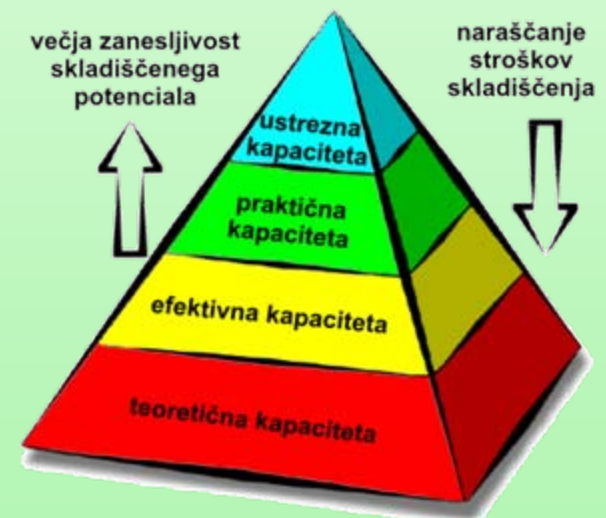 večja zanesljivost
skladiščenega
potenciala
naraščanje
stroškov
skladiščenja
ustrezna
kapaciteta
praktična
kapaciteta
efektivna kapaciteta
teoretična kapaciteta